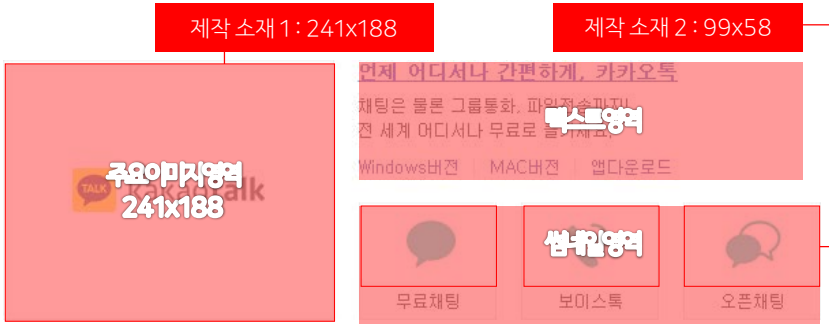 제작 소재 1 : 241x188
제작 소재 2 : 99x58
언제 어디서나 간편하게, 카카오톡
채팅은 물론 그룹통화, 파일전송까지!
전 세계 어디서나 무료로 즐기세요!
텍스트영역
Windows버전 MAC버전 앱다운로드
주요이미지영역
241x188
TALK kakaotalk
썸네일영역
무료채팅 보이스톡 오픈채팅